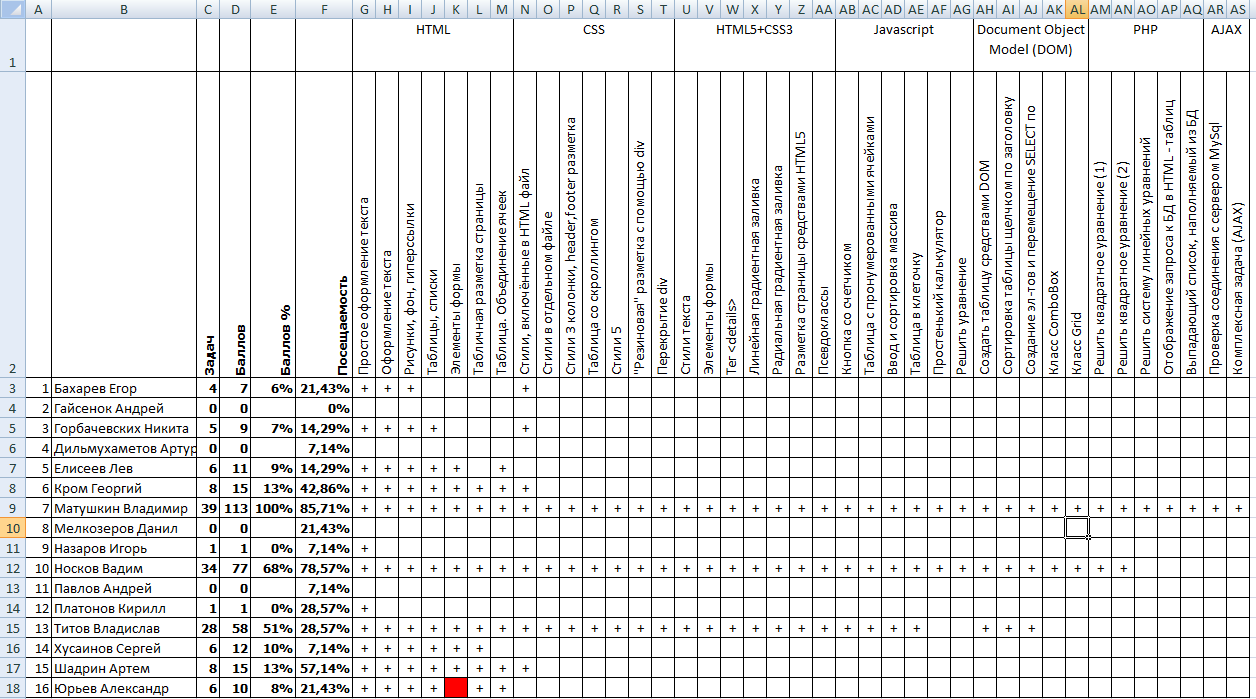 A B C D E F G H I J K L M N O P Q R S T U V W X Y Z AA AB AC AD AE AF AG AH AI AJ AK AL AM AN AO AP AQ AR AS
1 HTML CSS HTML5+CSS3 Javascript Document Object Model (DOM) PHP AJAX
2
Задач
Баллов
Баллов %
Посещаемость
Простое оформление текста
Оформление текста
Рисунки, фон, гиперссылки
Таблицы, списки
Элементы формы
Табличная разметка страницы
Таблица. Объединение ячеек
Стили, включённые в HTML файл
Стили в отдельном файле
Стили 3 колонки, header,footer разметка
Таблица со скроллингом
Стили 5
"Резиновая" разметка с помощью div
Перекрытие div
Стили текста
Элементы формы
Тег <details>
Линейная градиентная заливка
Радиальная градиентная заливка
Разметка страницы средствами HTML5
Псевдоклассы
Кнопка со счетчиком
Таблица с пронумерованными ячейками
Ввод и сортировка массива
Таблица в клеточку
Простенький калькулятор
Решить уравнение
Создать таблицу средствами DOM
Сортировка таблицы щелчком по заголовку
Создание эл-тов и перемещение SELECT по
Класс ComboBox
Класс Grid
Решить квадратное уравнение (1)
Решить квадратное уравнение (2)
Решить систему линейных уравнений
Отображение запроса к БД в HTML - таблиц
Выпадающий список, наполняемый из БД
Проверка соединения с сервером MySql
Комплексная задача (AJAX)
3 1 Бахарев Егор 4 7 6% 21,43% + + + +
4 2 Гайсенок Андрей 0 0 0%
5 3 Горбачевских Никита 5 9 7% 14,29% + + + + +
6 4 Дильмухаметов Артур 0 0 7,14%
7 5 Елисеев Лев 6 11 9% 14,29% + + + + + +
8 6 Кром Георгий 8 15 13% 42,86% + + + + + + + +
9 7 Матушкин Владимир 39 113 100% 85,71% + + + + + + + + + + + + + + + + + + + + + + + + + + + + + + + + + + + + + + +
10 8 Мелкозеров Данил 0 0 21,43%
11 9 Назаров Игорь 1 1 0% 7,14% +
12 10 Носков Вадим 34 77 68% 78,57% + + + + + + + + + + + + + + + + + + + + + + + + + + + + + + + + + +
13 11 Павлов Андрей 0 0 7,14%
14 12 Платонов Кирилл 1 1 0% 28,57% +
15 13 Титов Владислав 28 58 51% 28,57% + + + + + + + + + + + + + + + + + + + + + + + + + + + +
16 14 Хусаинов Сергей 6 12 10% 7,14% + + + + + +
17 15 Шадрин Артем 8 15 13% 57,14% + + + + + + + +
18 16 Юрьев Александр 6 10 8% 21,43% + + + + + +